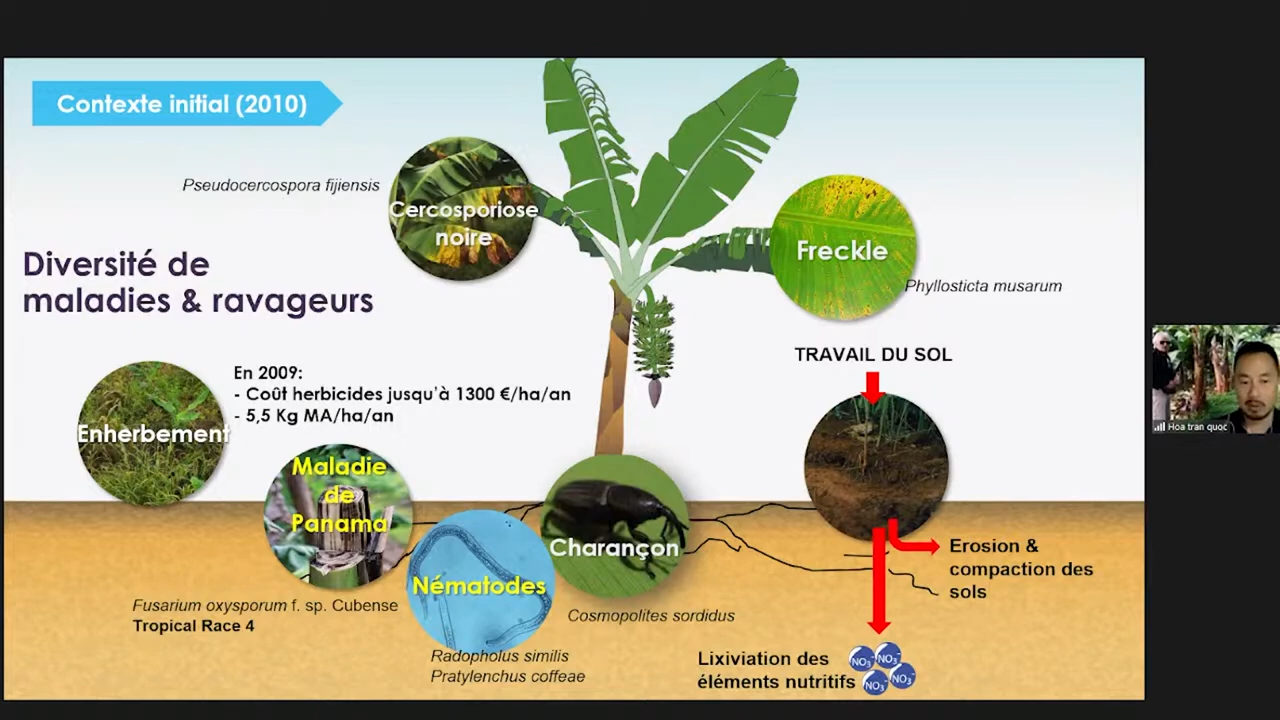 Contexte initial (2010)
Pseudocercospora fijiensis
Cercosporiose
noire
Freckle
Phyllosticta musarum
Diversité de
maladies & ravageurs
TRAVAIL DU SOL
En 2009:
- Coût herbicides jusqu'à 1300 €/ha/an
- 5,5 Kg MA/ha/an
Enherbement
Maladie
de
Panama
Charançon
Nématodes
Erosion &
compaction des
sols
Fusarium oxysporum f. sp. Cubense
Tropical Race 4
Cosmopolites sordidus
Radopholus similis
Pratylenchus coffeae
Lixiviation des
éléments nutritifs
NO3⁻ NO3⁻
NO3⁻ NO3⁻
Hoa tran quoc